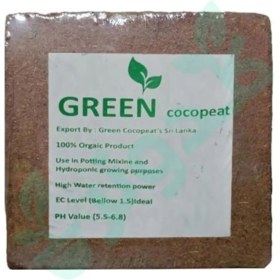 GREEN cocopeat
Export By : Green Cocopeat's Sri Lanka
100% Orgaic Product
Use in Potting Mixine and
Hydroponic growing panposes
High Water retention power
EC Level (Bellow 1.5)Ideal
PH Value (5.5-6.8)